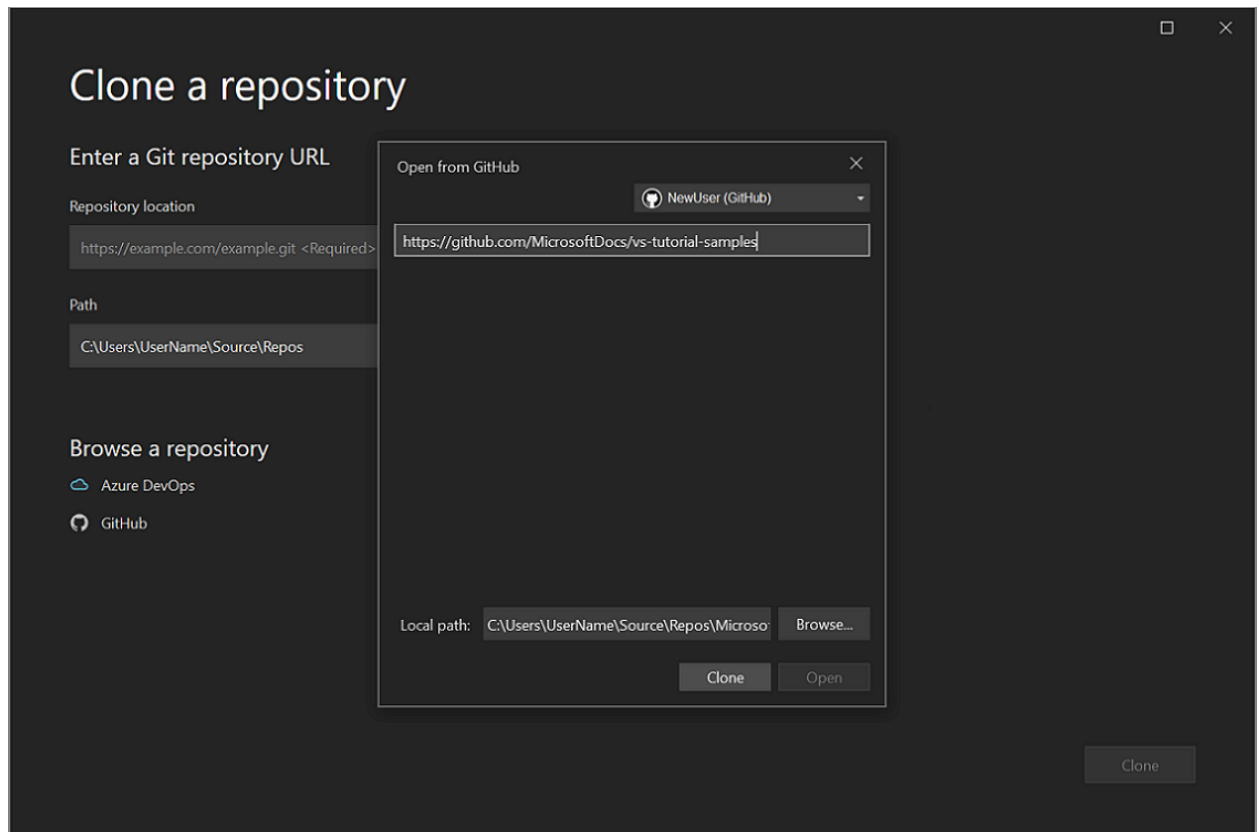 Clone a repository
Enter a Git repository URL
Repository location
https://example.com/example.git <Required>
Path
C:\Users\UserName\Source\Repos
Browse a repository
Azure DevOps
GitHub
Open from GitHub
NewUser (GitHub)
https://github.com/MicrosoftDocs/vs-tutorial-samples
Local path: C:\Users\UserName\Source\Repos\Microso Browse...
Clone Open
Clone